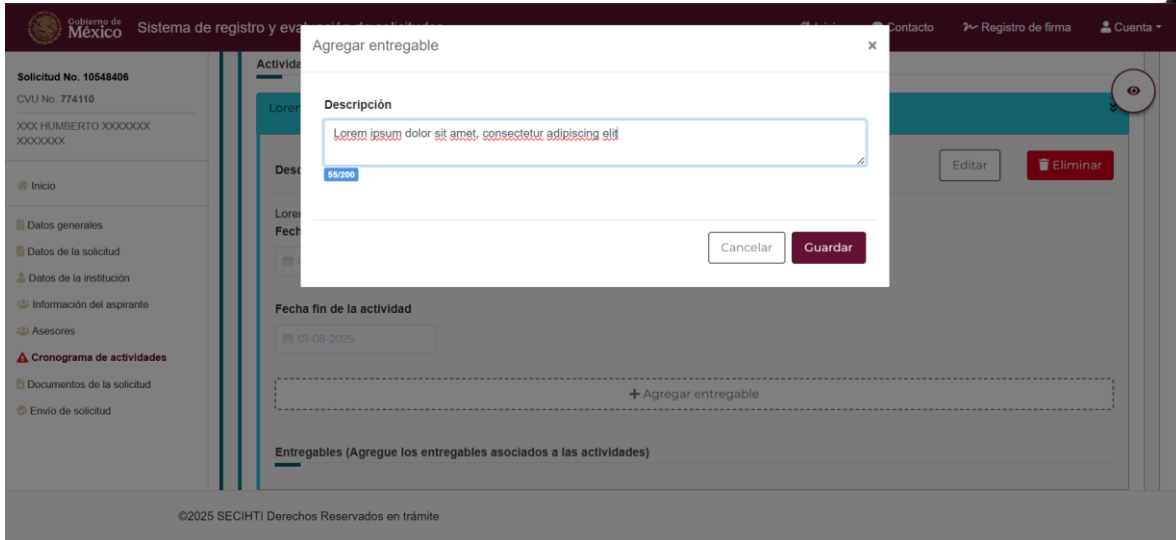 Gobierno de
México
Sistema de registro y evaluación de solicitudes
Contacto
Registro de firma
Cuenta
Solicitud No. 10548406
CVU No. 774110
XXX HUMBERTO XXXXXXX
XXXXXXX
Inicio
Datos generales
Datos de la solicitud
Datos de la institución
Información del aspirante
Asesores
Cronograma de actividades
Documentos de la solicitud
Envío de solicitud
Agregar entregable
×
Descripción
Lorem ipsum dolor sit amet, consectetur adipiscing elit
55/200
Cancelar
Guardar
Activida
Lorem
Desc
Editar
Eliminar
Lorem
Fech
Fecha fin de la actividad
01-08-2025
+ Agregar entregable
Entregables (Agregue los entregables asociados a las actividades)
©2025 SECIHTI Derechos Reservados en trámite